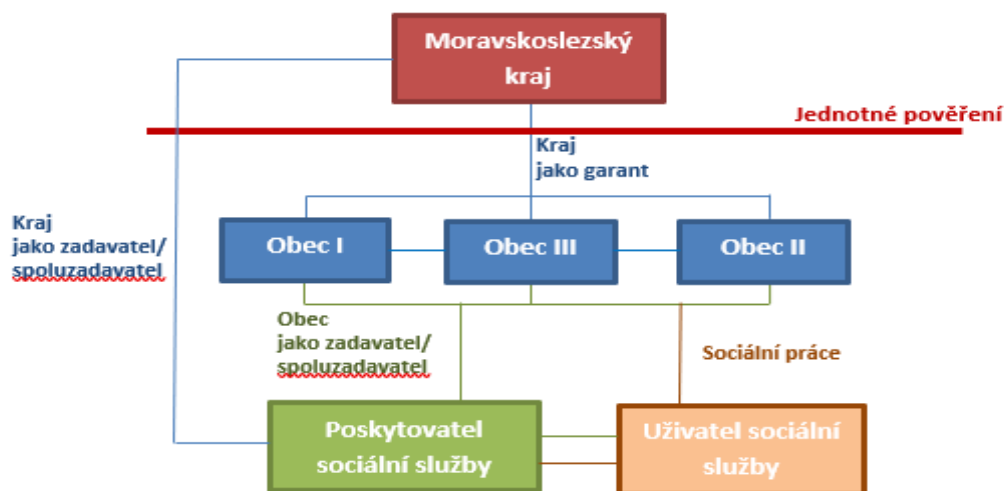 Moravskoslezský
kraj
Jednotné pověření
Kraj
jako garant
Kraj
jako zadavatel/
spoluzadavatel
Obec I
Obec III
Obec II
Obec
jako zadavatel/
spoluzadavatel
Sociální práce
Poskytovatel
sociální služby
Uživatel sociální
služby